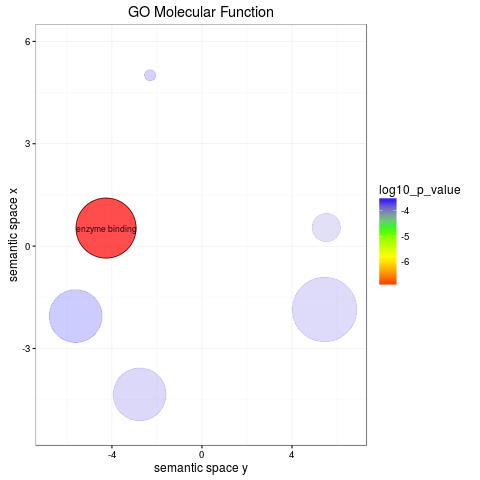 GO Molecular Function
6
3
0
-3
semantic space x
enzyme binding
-4
0
4
semantic space y
log10_p_value
-4
-5
-6